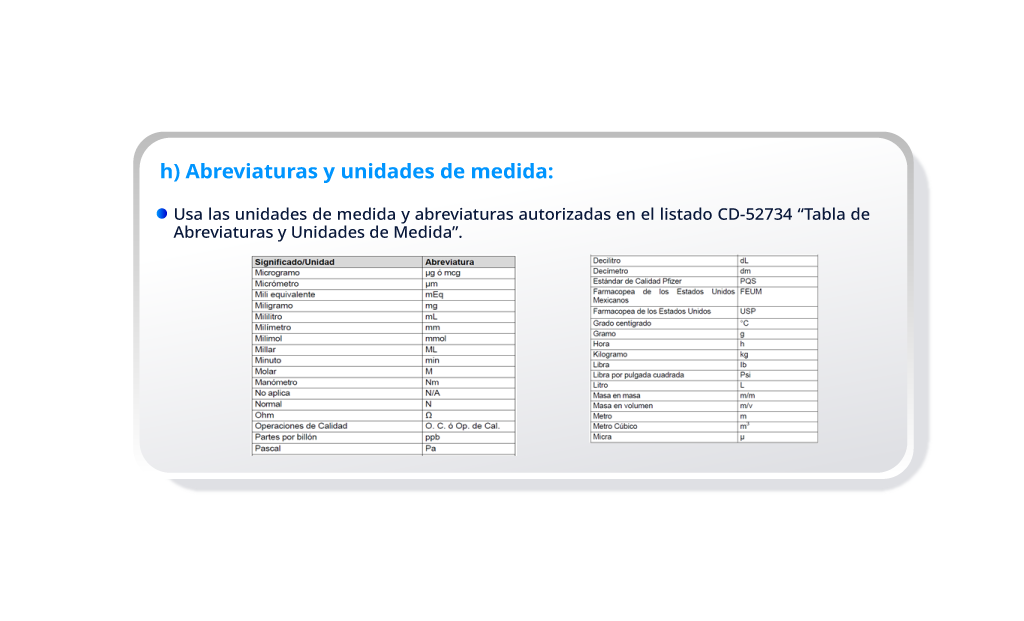 h) Abreviaturas y unidades de medida:
Usa las unidades de medida y abreviaturas autorizadas en el listado CD-52734 “Tabla de
Abreviaturas y Unidades de Medida”.
Significado/Unidad Abreviatura
Microgramo µg ó mcg
Micrómetro µm
Mili equivalente mEq
Miligramo mg
Mililitro mL
Milímetro mm
Milimol mmol
Millar ML
Minuto min
Molar M
Manómetro Nm
No aplica N/A
Normal N
Ohm Ω
Operaciones de Calidad O. C. ó Op. de Cal.
Partes por billón ppb
Pascal Pa
Decilitro dL
Decímetro dm
Estándar de Calidad Pfizer PQS
Farmacopea de los Estados Unidos FEUM
Mexicanos
Farmacopea de los Estados Unidos USP
Grado centígrado °C
Gramo g
Hora h
Kilogramo kg
Libra lb
Libra por pulgada cuadrada Psi
Litro L
Masa en masa m/m
Masa en volumen m/v
Metro m
Metro Cúbico m³
Micra µ